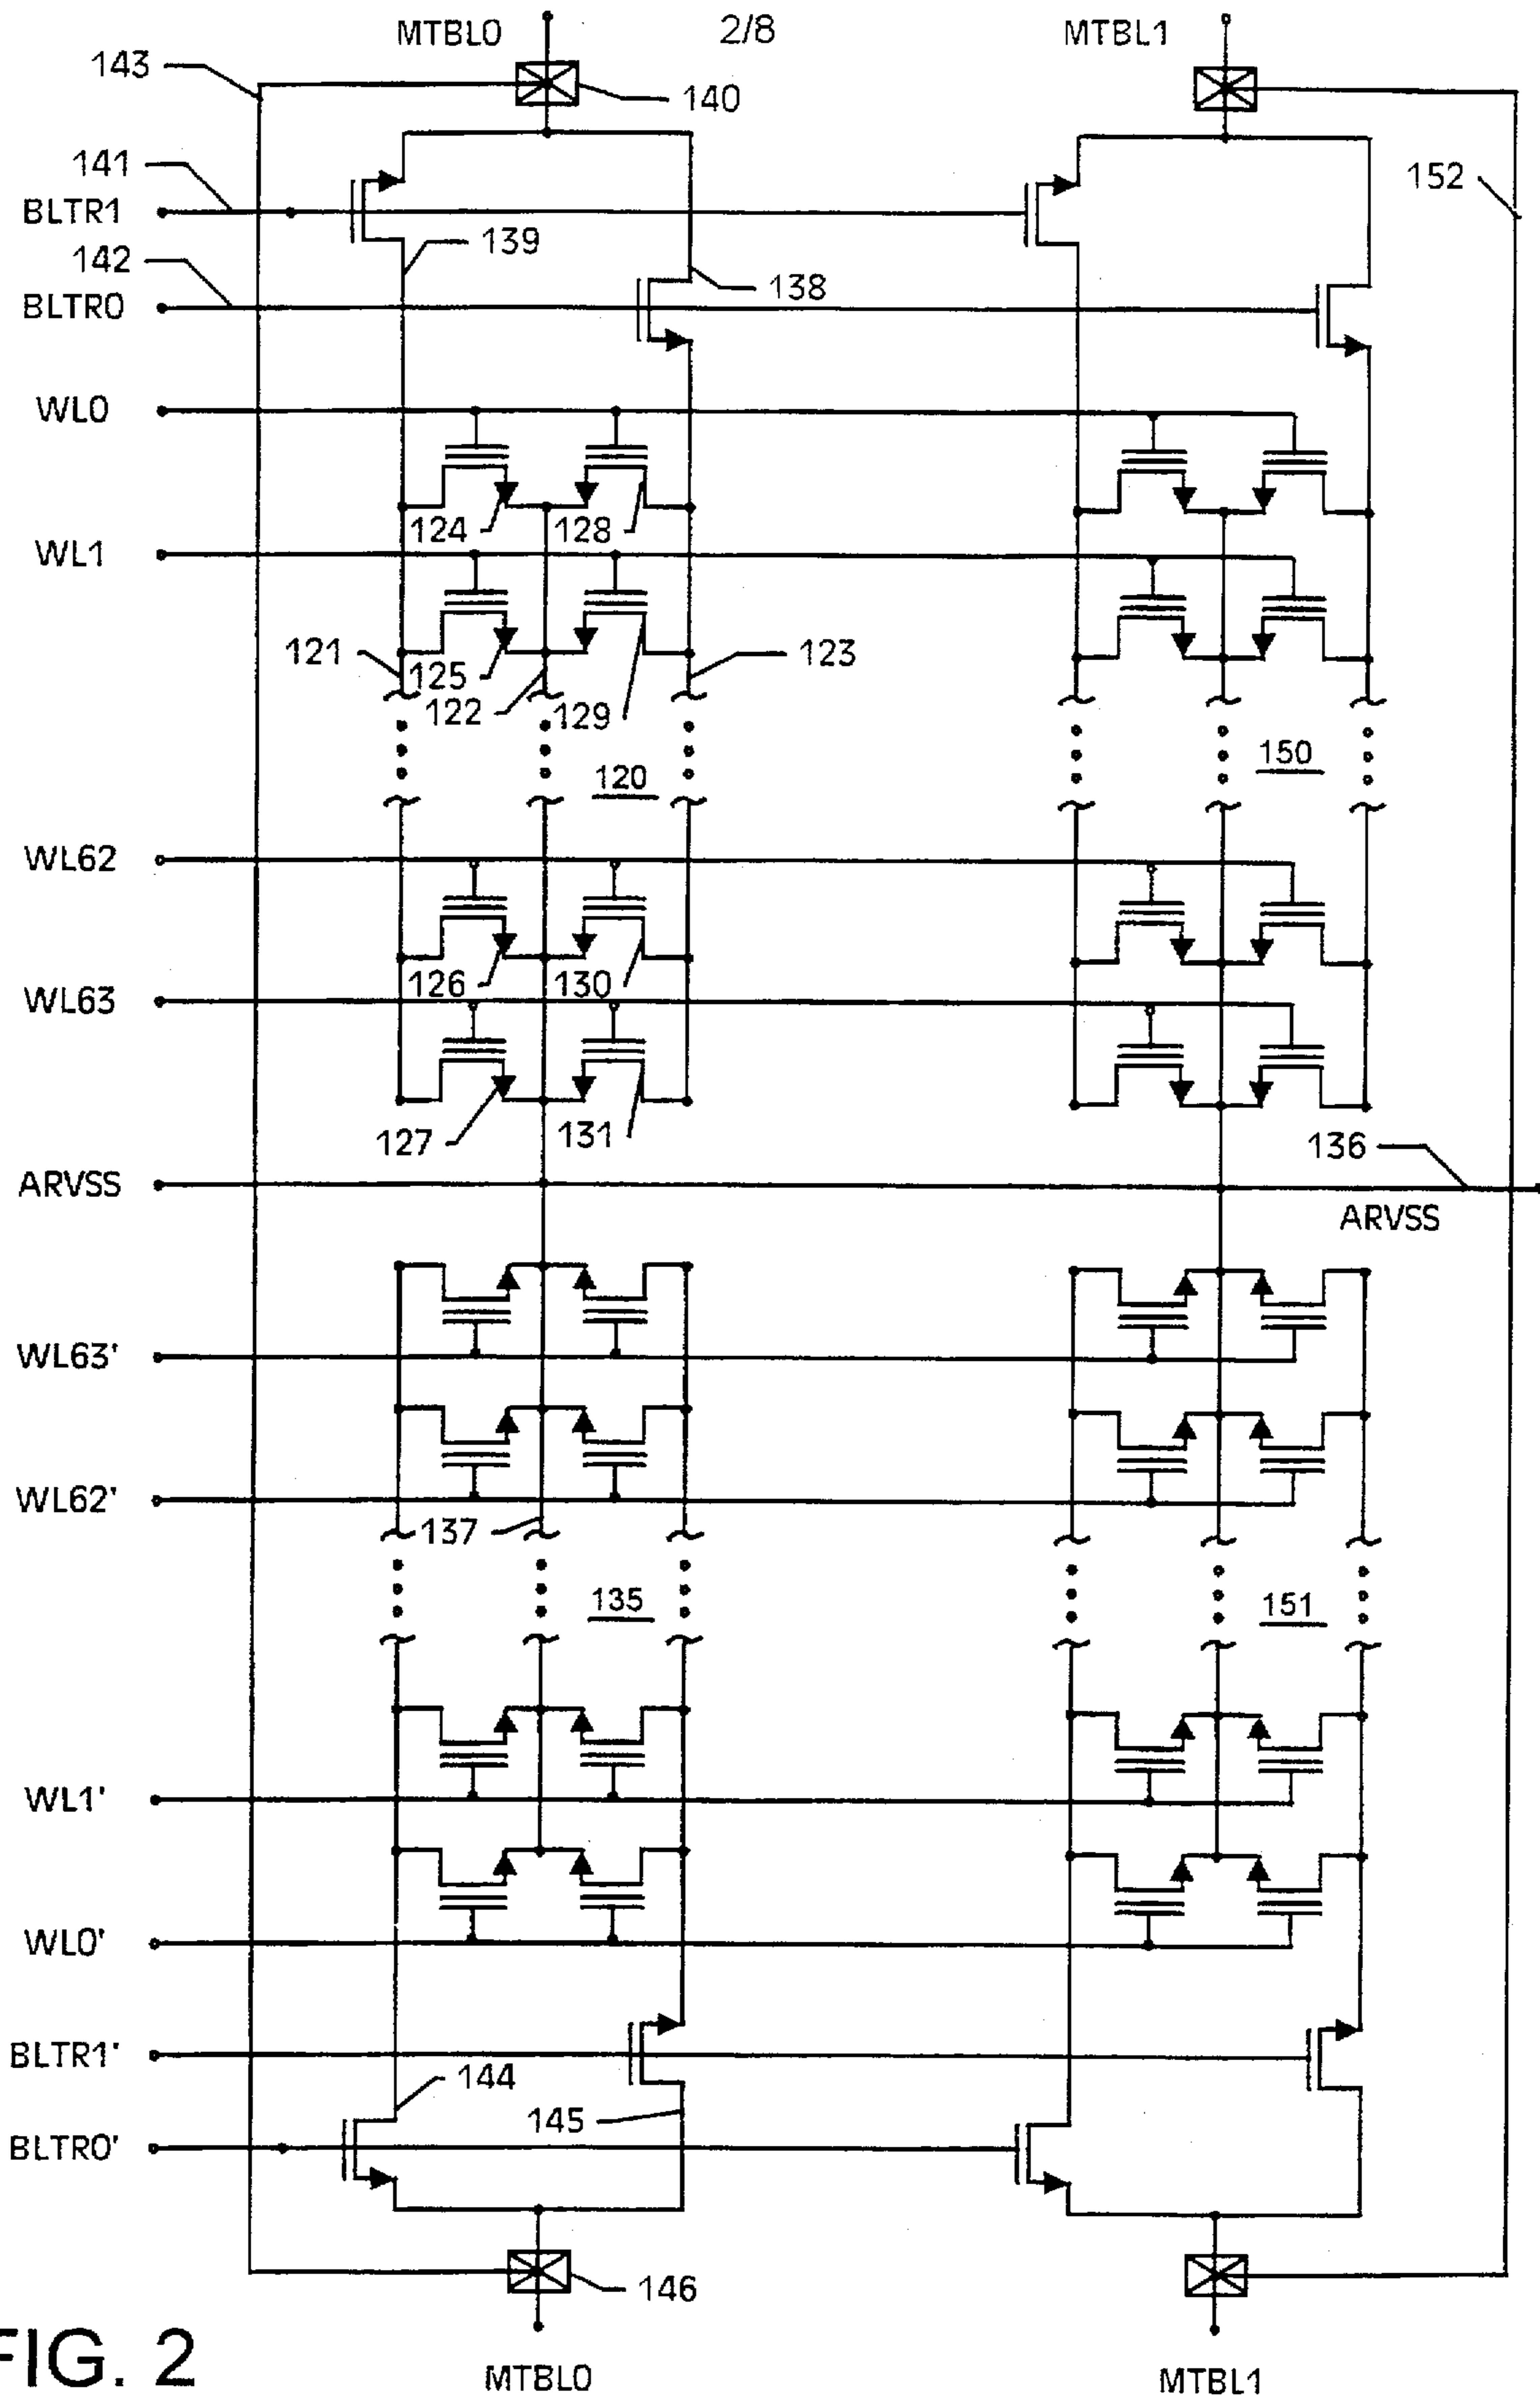 MTBL0 2/8 MTBL1
143
140
141
152
BLTR1
139
142
138
BLTR0
WL0
124 128
WL1
121 125 123
122 129
120 150
WL62
126 130
WL63
127 131
136
ARVSS
ARVSS
WL63'
WL62'
137
135 151
WL1'
WL0'
BLTR1'
144
145
BLTR0'
146
FIG. 2
MTBL0 MTBL1